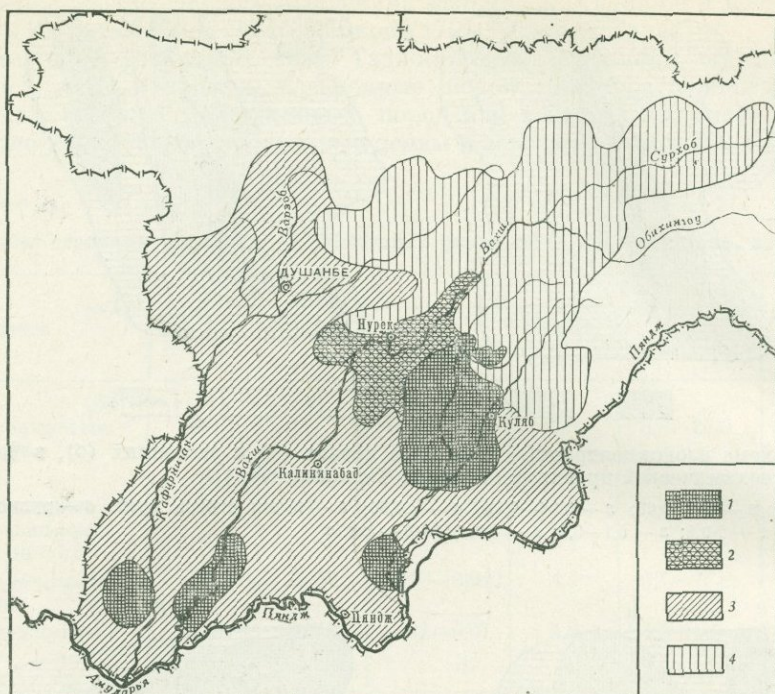 Сурхоб
Вахш
Обихингоу
Варзоб
ДУШАНБЕ
Нурек
Пяндж
Куляб
Кафирниган
Вахш
Калининабад
Пяндж
Пяндж
Амударья
1
2
3
4